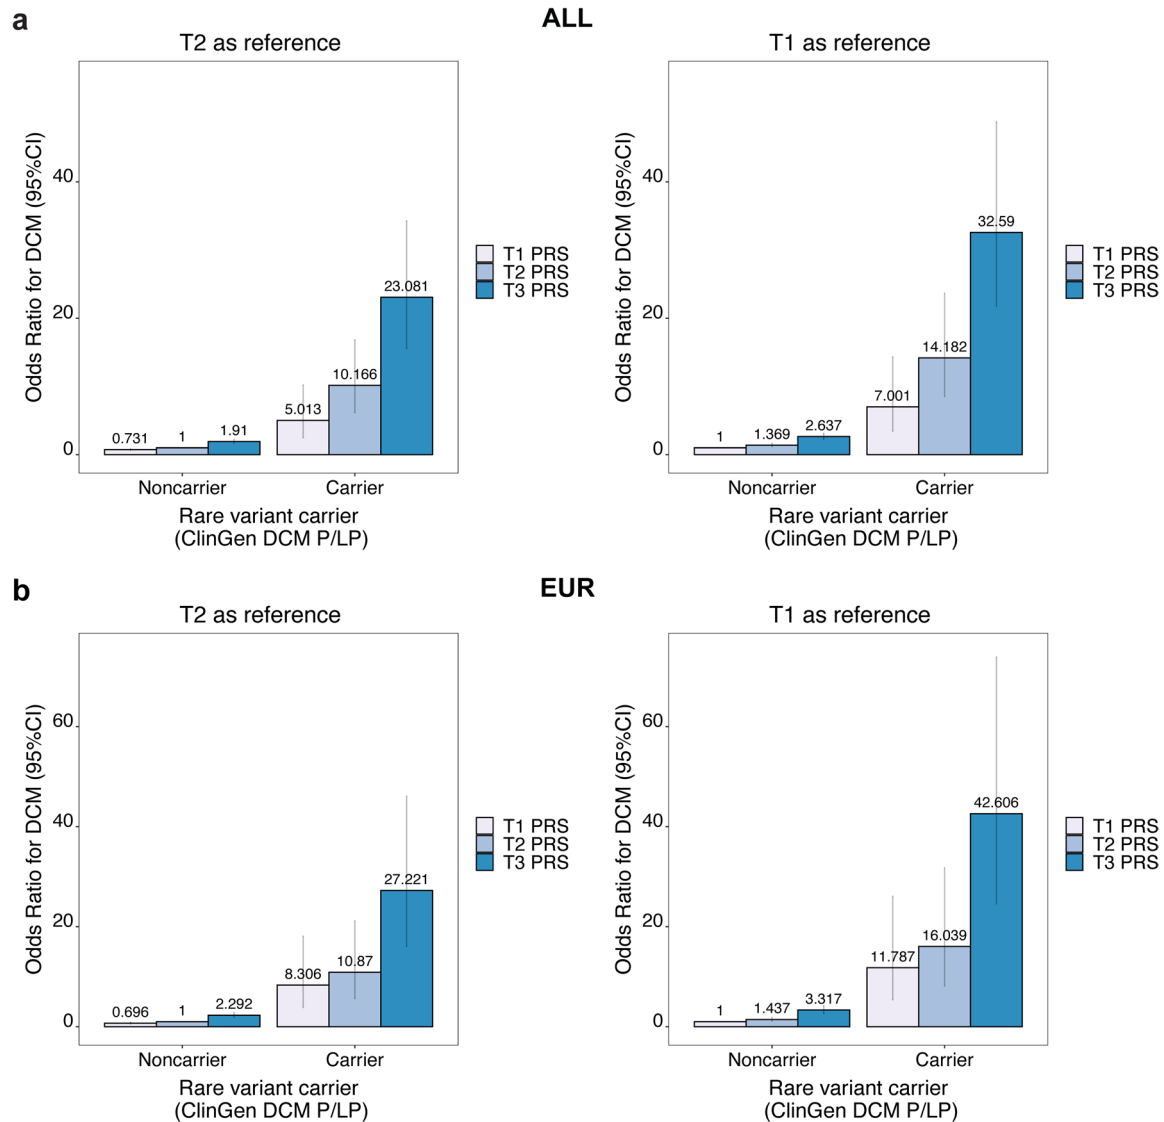 a
ALL
T2 as reference
Odds Ratio for DCM (95%CI)
40
20
0
0.731
1
1.91
5.013
10.166
23.081
Noncarrier
Carrier
Rare variant carrier
(ClinGen DCM P/LP)
T1 PRS
T2 PRS
T3 PRS
T1 as reference
Odds Ratio for DCM (95%CI)
40
20
0
1
1.369
2.637
7.001
14.182
32.59
Noncarrier
Carrier
Rare variant carrier
(ClinGen DCM P/LP)
T1 PRS
T2 PRS
T3 PRS
b
EUR
T2 as reference
Odds Ratio for DCM (95%CI)
60
40
20
0
0.696
1
2.292
8.306
10.87
27.221
Noncarrier
Carrier
Rare variant carrier
(ClinGen DCM P/LP)
T1 PRS
T2 PRS
T3 PRS
T1 as reference
Odds Ratio for DCM (95%CI)
60
40
20
0
1
1.437
3.317
11.787
16.039
42.606
Noncarrier
Carrier
Rare variant carrier
(ClinGen DCM P/LP)
T1 PRS
T2 PRS
T3 PRS